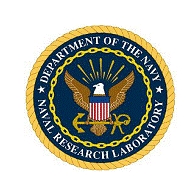 DEPARTMENT OF THE NAVY
NAVAL RESEARCH LABORATORY